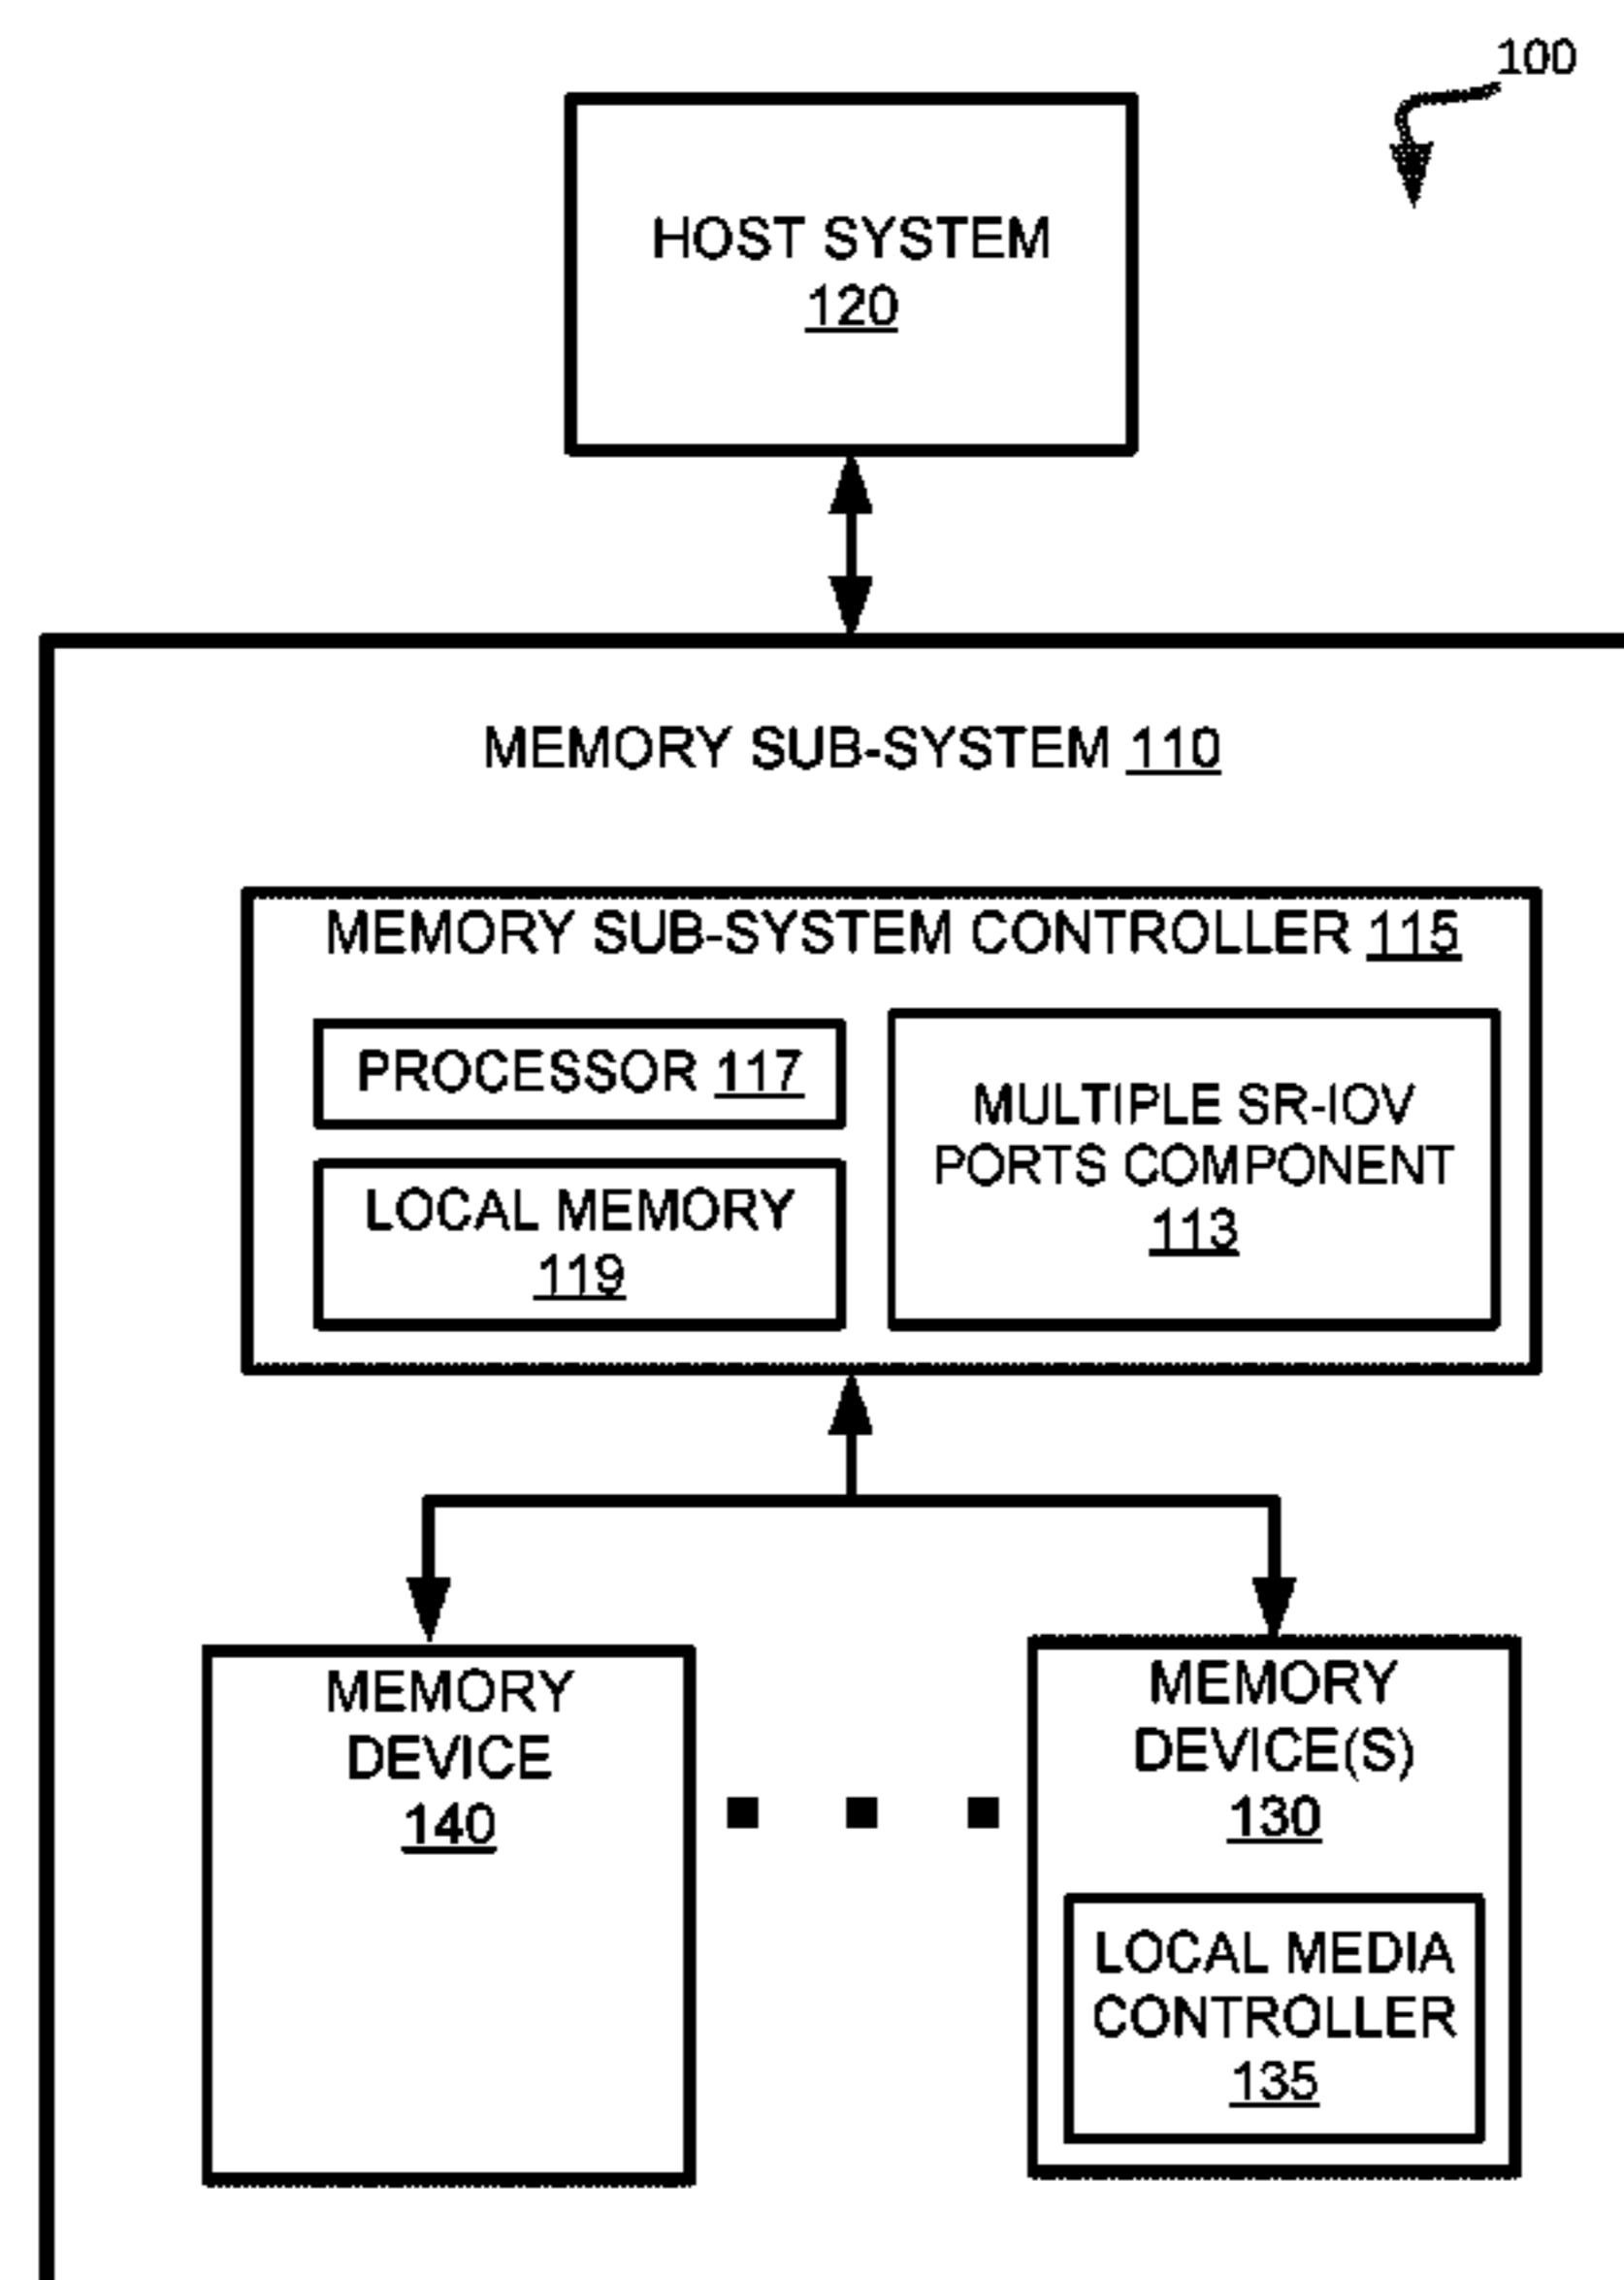 100
HOST SYSTEM
120
MEMORY SUB-SYSTEM 110
MEMORY SUB-SYSTEM CONTROLLER 115
PROCESSOR 117
LOCAL MEMORY
119
MULTIPLE SR-IOV
PORTS COMPONENT
113
MEMORY
DEVICE
140
MEMORY
DEVICE(S)
130
LOCAL MEDIA
CONTROLLER
135